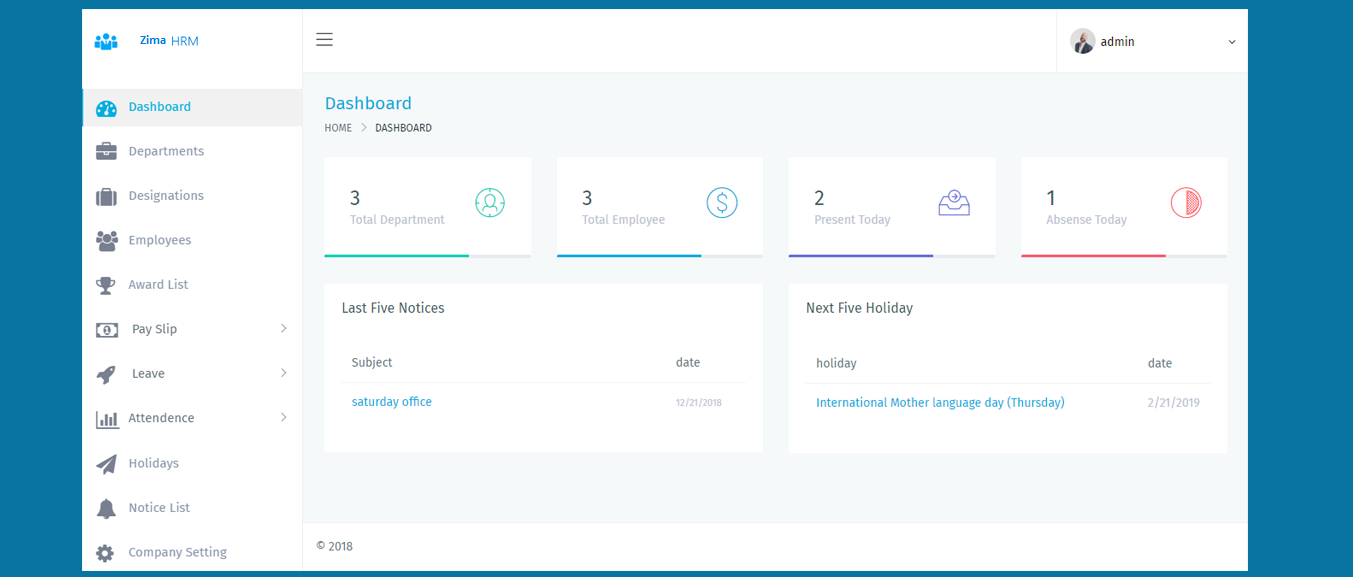 Zima HRM
admin
Dashboard
Departments
Designations
Employees
Award List
Pay Slip
Leave
Attendence
Holidays
Notice List
Company Setting
Dashboard
HOME > DASHBOARD
3
Total Department
3
Total Employee
2
Present Today
1
Absense Today
Last Five Notices
Subject date
saturday office 12/21/2018
Next Five Holiday
holiday date
International Mother language day (Thursday) 2/21/2019
© 2018